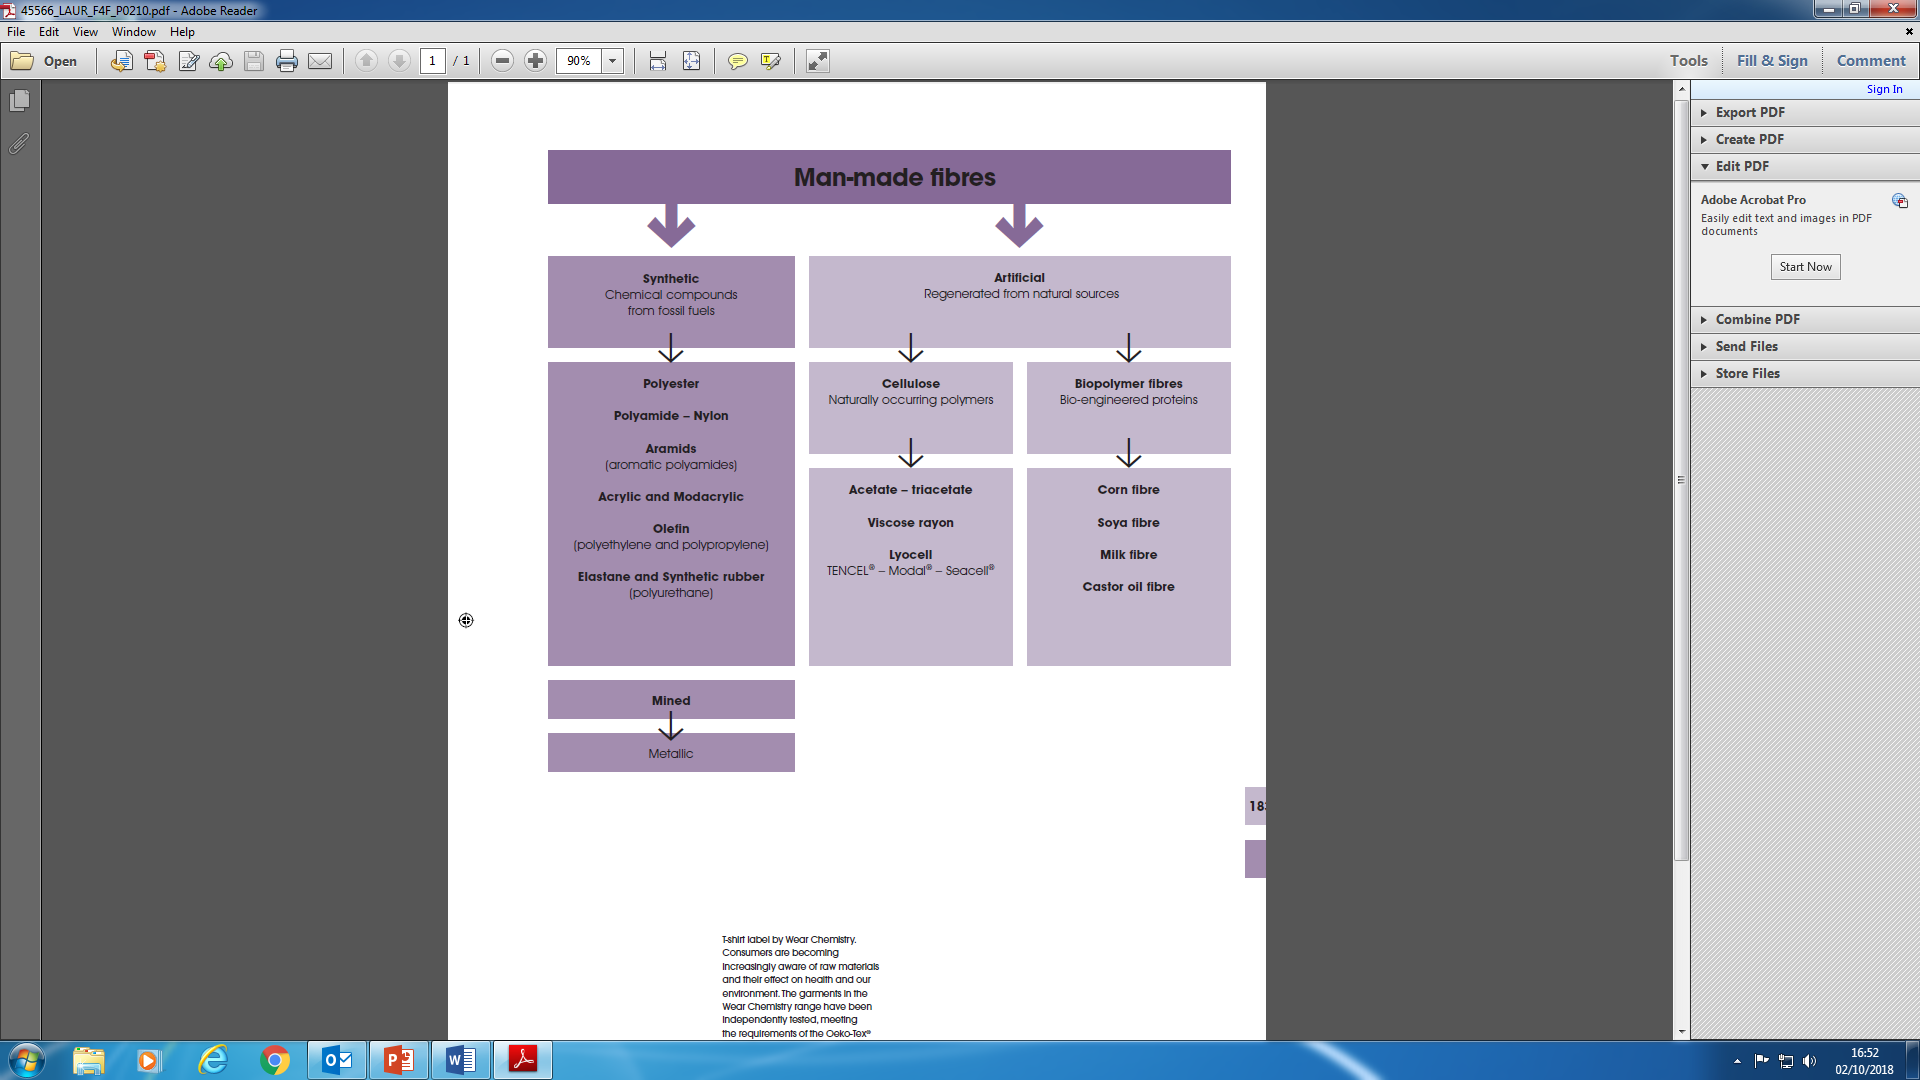 45566_LAUR_F4F_P0210.pdf - Adobe Reader
File Edit View Window Help
Open 1 / 1 90% Tools Fill & Sign Comment
Sign In
Export PDF
Create PDF
Edit PDF
Adobe Acrobat Pro
Easily edit text and images in PDF
documents
Start Now
Combine PDF
Send Files
Store Files
Man-made fibres
Synthetic
Chemical compounds
from fossil fuels
Artificial
Regenerated from natural sources
Polyester
Polyamide – Nylon
Aramids
(aromatic polyamides)
Acrylic and Modacrylic
Olefin
(polyethylene and polypropylene)
Elastane and Synthetic rubber
(polyurethane)
Cellulose
Naturally occurring polymers
Biopolymer fibres
Bio-engineered proteins
Acetate – triacetate
Viscose rayon
Lyocell
TENCEL® – Modal® – Seacell®
Corn fibre
Soya fibre
Milk fibre
Castor oil fibre
Mined
Metallic
T-shirt label by Wear Chemistry.
Consumers are becoming
increasingly aware of raw materials
and their effect on health and our
environment. The garments in the
Wear Chemistry range have been
independently tested, meeting
the requirements of the Oeko-Tex®
16:52
02/10/2018